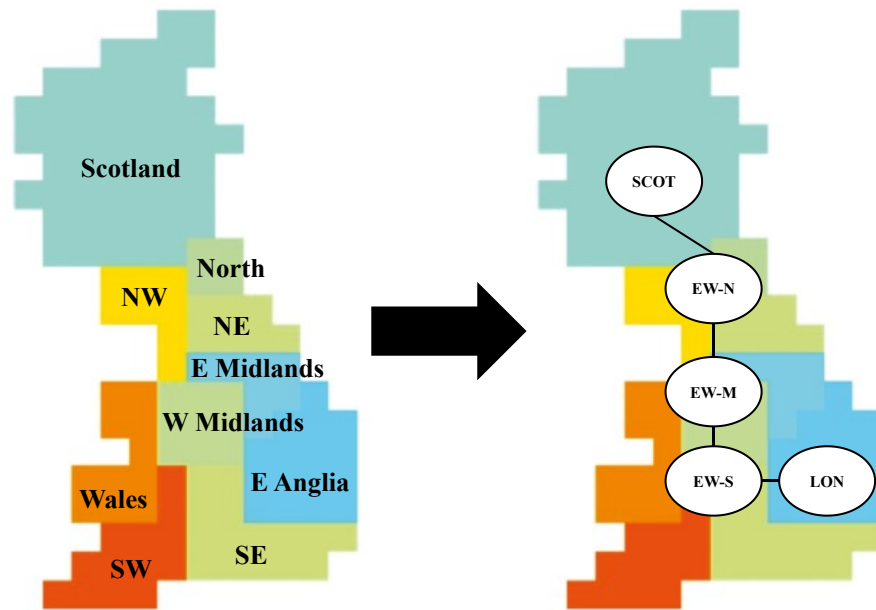 Scotland
North
NW
NE
E Midlands
W Midlands
E Anglia
Wales
SE
SW
SCOT
EW-N
EW-M
EW-S
LON